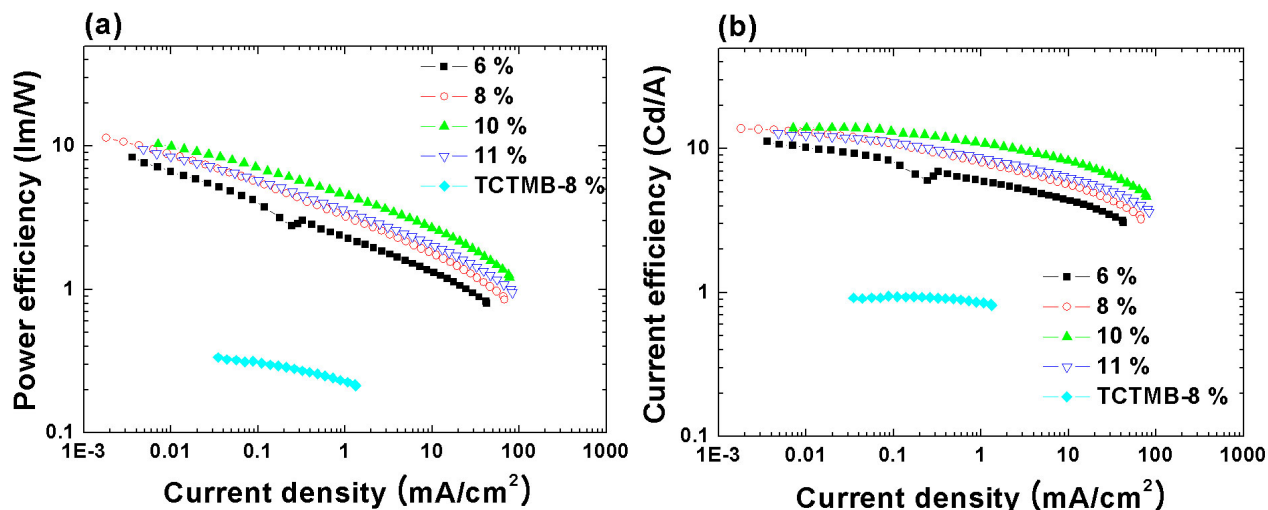 (a)
Power efficiency (lm/W)
10
1
0.1
6 %
8 %
10 %
11 %
TCTMB-8 %
1E-3 0.01 0.1 1 10 100 1000
Current density (mA/cm²)
(b)
Current efficiency (Cd/A)
10
1
0.1
6 %
8 %
10 %
11 %
TCTMB-8 %
1E-3 0.01 0.1 1 10 100 1000
Current density (mA/cm²)